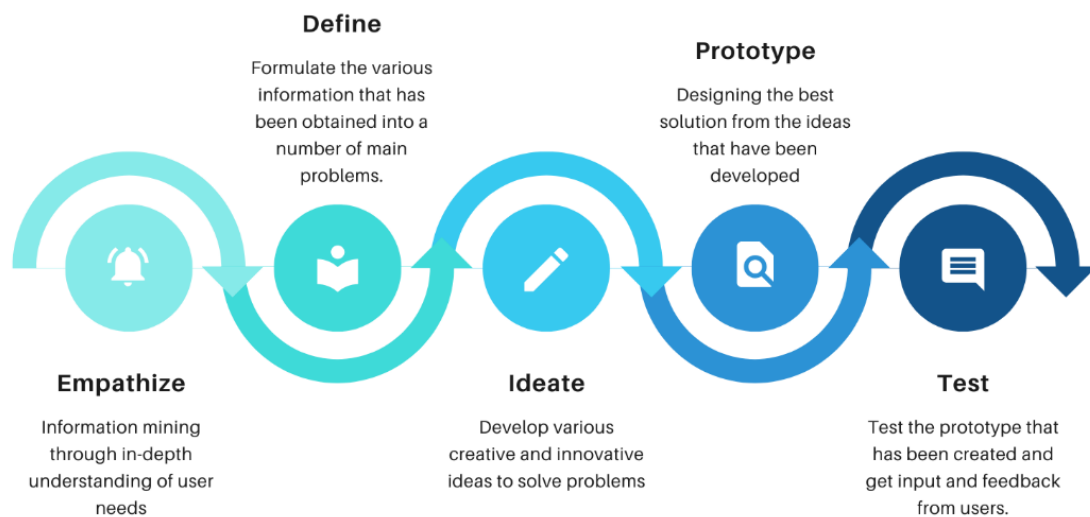 Define
Formulate the various
information that has
been obtained into a
number of main
problems.
Prototype
Designing the best
solution from the ideas
that have been
developed
Empathize
Information mining
through in-depth
understanding of user
needs
Ideate
Develop various
creative and innovative
ideas to solve problems
Test
Test the prototype that
has been created and
get input and feedback
from users.